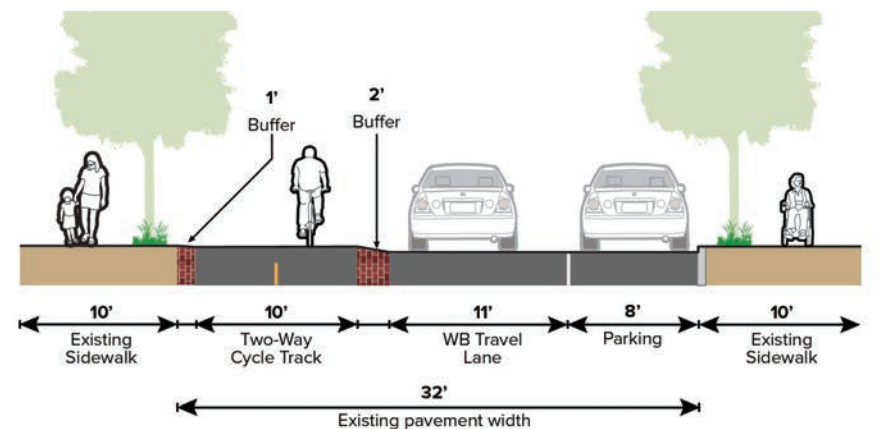 1’
Buffer
2’
Buffer
10’
Existing
Sidewalk
10’
Two-Way
Cycle Track
11’
WB Travel
Lane
8’
Parking
10’
Existing
Sidewalk
32’
Existing pavement width